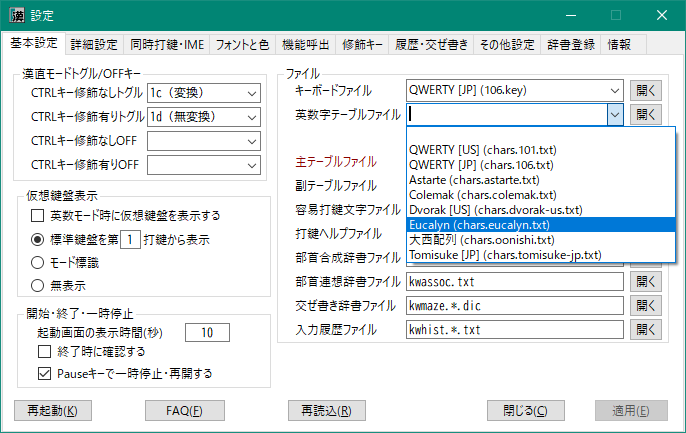 設定
基本設定 詳細設定 同時打鍵・IME フォントと色 機能呼出 修飾キー 履歴・交ぜ書き その他設定 辞書登録 情報
漢直モードトグル/OFFキー
CTRLキー修飾なしトグル 1c（変換）
CTRLキー修飾有りトグル 1d（無変換）
CTRLキー修飾なしOFF
CTRLキー修飾有りOFF
仮想鍵盤表示
英数モード時に仮想鍵盤を表示する
標準鍵盤を第 1 打鍵から表示
モード標識
無表示
開始・終了・一時停止
起動画面の表示時間(秒) 10
終了時に確認する
Pauseキーで一時停止・再開する
ファイル
キーボードファイル QWERTY [JP] (106.key) 開く
英数字テーブルファイル 開く
QWERTY [US] (chars.101.txt)
QWERTY [JP] (chars.106.txt)
Astarte (chars.astarte.txt)
Colemak (chars.colemak.txt)
Dvorak [US] (chars.dvorak-us.txt)
Eucalyn (chars.eucalyn.txt)
大西配列 (chars.oonishi.txt)
Tomisuke [JP] (chars.tomisuke-jp.txt)
主テーブルファイル
副テーブルファイル
容易打鍵文字ファイル
打鍵ヘルプファイル
部首合成辞書ファイル
部首連想辞書ファイル kwassoc.txt 開く
交ぜ書き辞書ファイル kwmaze.*.dic 開く
入力履歴ファイル kwhist.*.txt 開く
再起動(K) FAQ(F) 再読込(R) 閉じる(C) 適用(E)